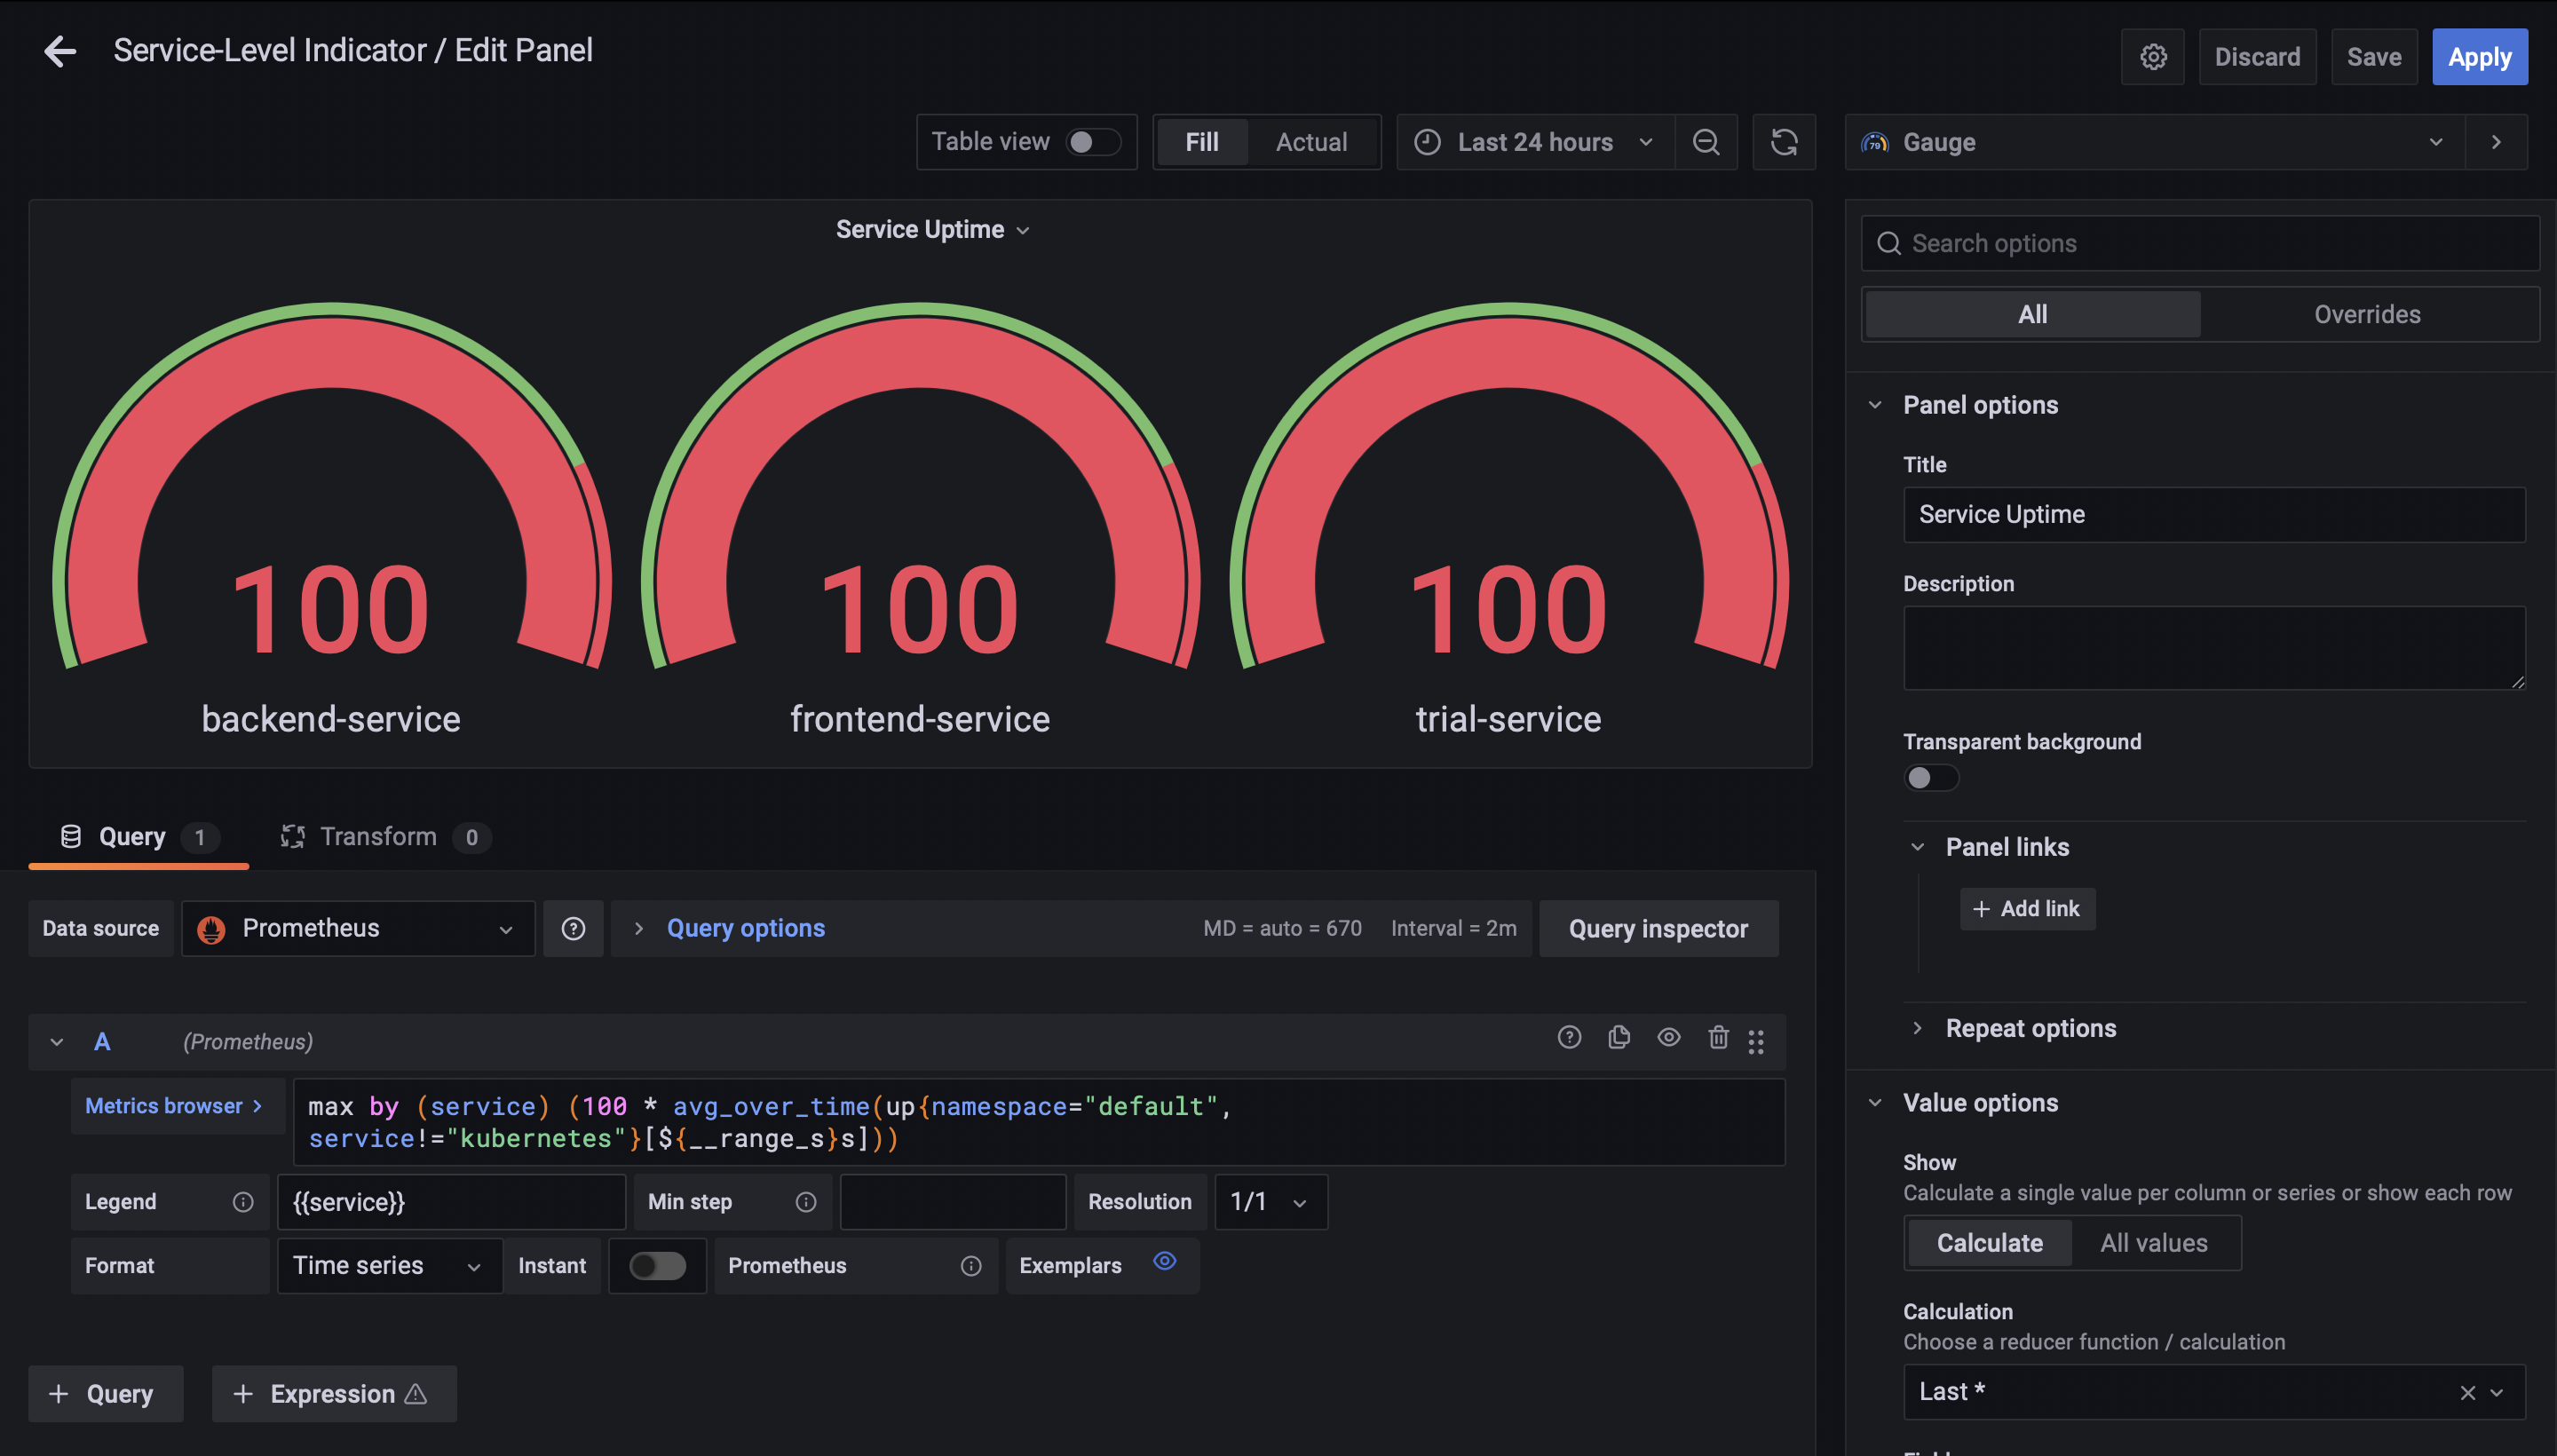 Service-Level Indicator / Edit Panel
Discard
Save
Apply
Table view
Fill
Actual
Last 24 hours
79
Gauge
Service Uptime
100
backend-service
100
frontend-service
100
trial-service
Search options
All
Overrides
Panel options
Title
Service Uptime
Description
Transparent background
Panel links
+ Add link
Repeat options
Value options
Show
Calculate a single value per column or series or show each row
Calculate
All values
Calculation
Choose a reducer function / calculation
Last *
Query 1
Transform 0
Data source
Prometheus
Query options
MD = auto = 670
Interval = 2m
Query inspector
A
(Prometheus)
Metrics browser >
max by (service) (100 * avg_over_time(up{namespace="default",
service!="kubernetes"}[${__range_s}s]))
Legend
{{service}}
Min step
Resolution
1/1
Format
Time series
Instant
Prometheus
Exemplars
+ Query
+ Expression